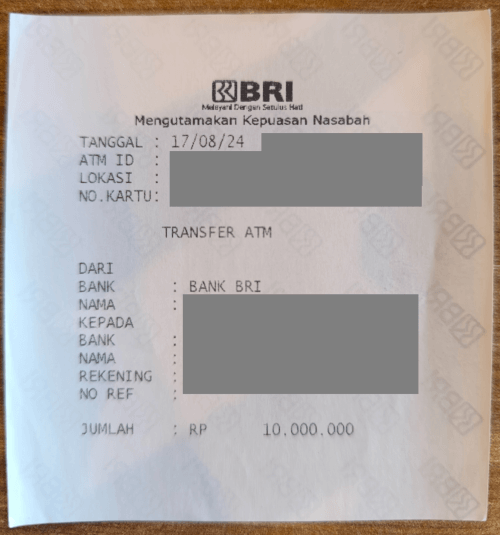 BRI
Melayani Dengan Setulus Hati
Mengutamakan Kepuasan Nasabah
TANGGAL : 17/08/24
ATM ID :
LOKASI :
NO.KARTU:
TRANSFER ATM
DARI
BANK : BANK BRI
NAMA :
KEPADA
BANK :
NAMA :
REKENING :
NO REF :
JUMLAH : RP 10.000.000